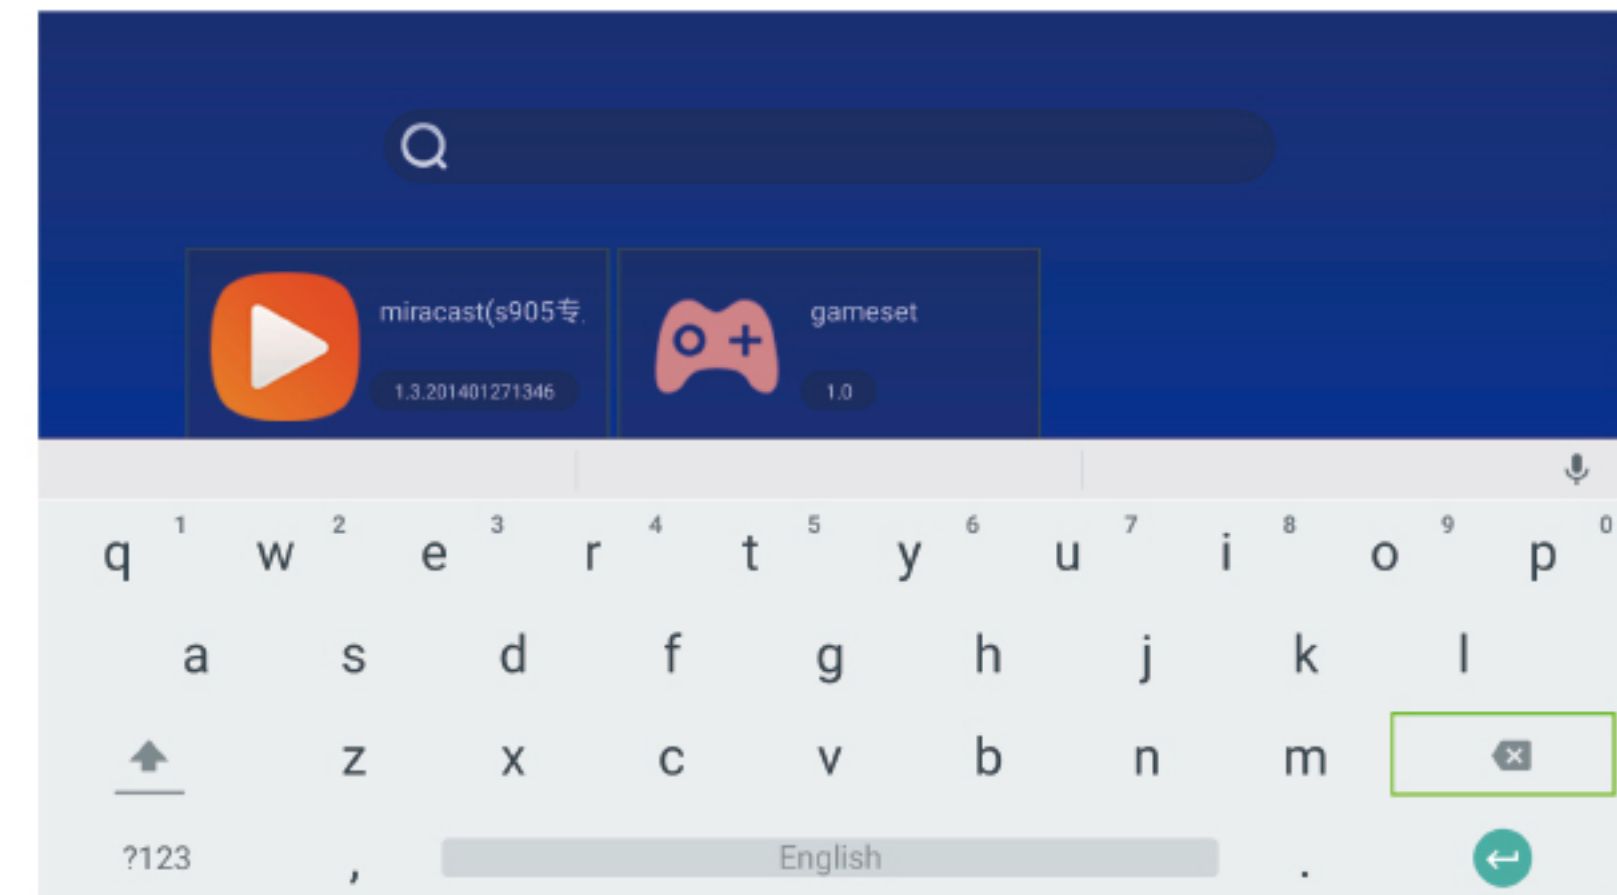 miracast(s905专.
gameset
1.3.201401271346
1.0
1 2 3 4 5 6 7 8 9 0
q w e r t y u i o p
a s d f g h j k l
z x c v b n m
?123 , English .